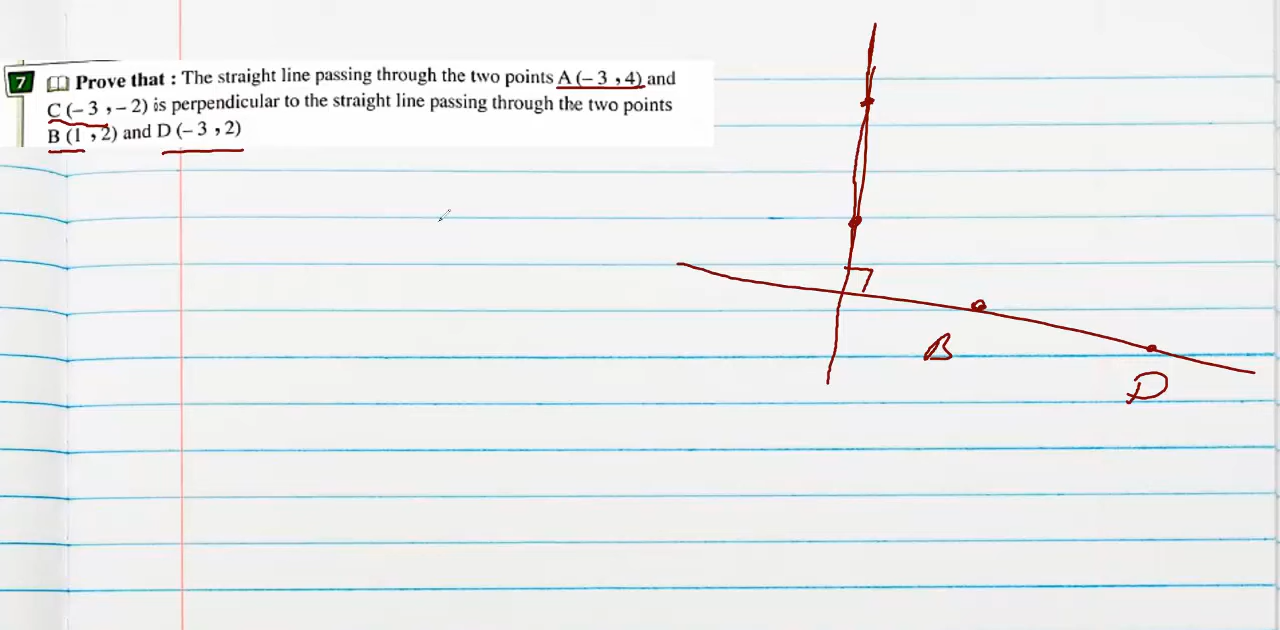 7 Prove that : The straight line passing through the two points A (– 3 , 4) and
C (– 3 , – 2) is perpendicular to the straight line passing through the two points
B (1 , 2) and D (– 3 , 2)
B
D